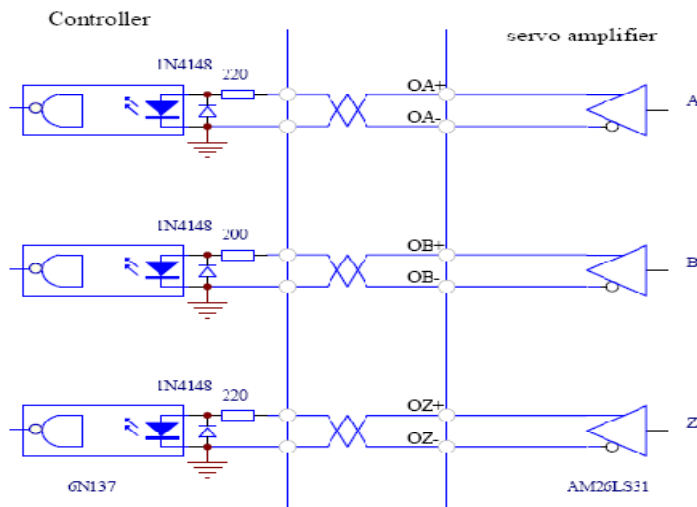 Controller
servo amplifier
1N4148
220
OA+
OA-
A
1N4148
200
OB+
OB-
B
1N4148
220
OZ+
OZ-
Z
6N137
AM26LS31